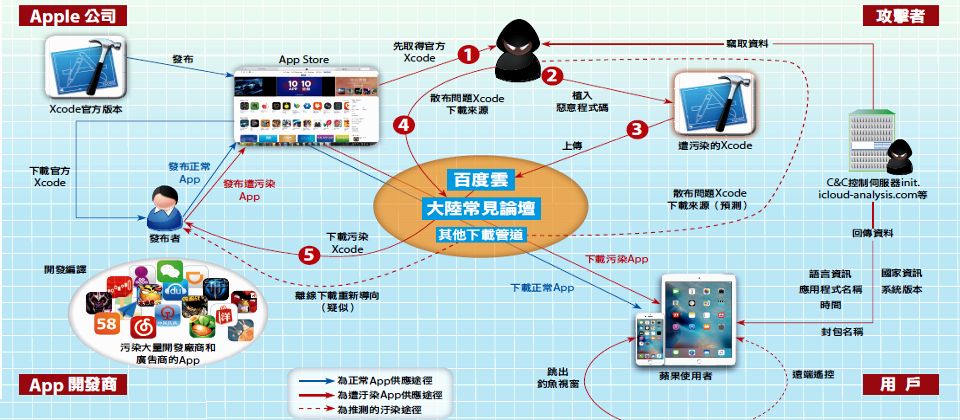 Apple 公司
攻擊者
發布
App Store
先取得官方
Xcode
1
竊取資料
Xcode官方版本
散布問題Xcode
下載來源
2
植入
惡意程式碼
4
3
上傳
遭污染的Xcode
下載官方
Xcode
發布正常
App
發布遭污染
App
百度雲
大陸常見論壇
其他下載管道
散布問題Xcode
下載來源(預測)
C&C控制伺服器init.
icloud-analysis.com等
發布者
5
下載污染
Xcode
回傳資料
下載污染App
下載正常App
開發編譯
離線下載重新導向
(疑似)
語言資訊
應用程式名稱
時間
國家資訊
系統版本
封包名稱
58
洋
du
污染大量開發廠商和
廣告商的App
跳出
釣魚視窗
蘋果使用者
遠端遙控
App 開發商
為正常App供應途徑
為遭汙染App供應途徑
為推測的汙染途徑
用 戶